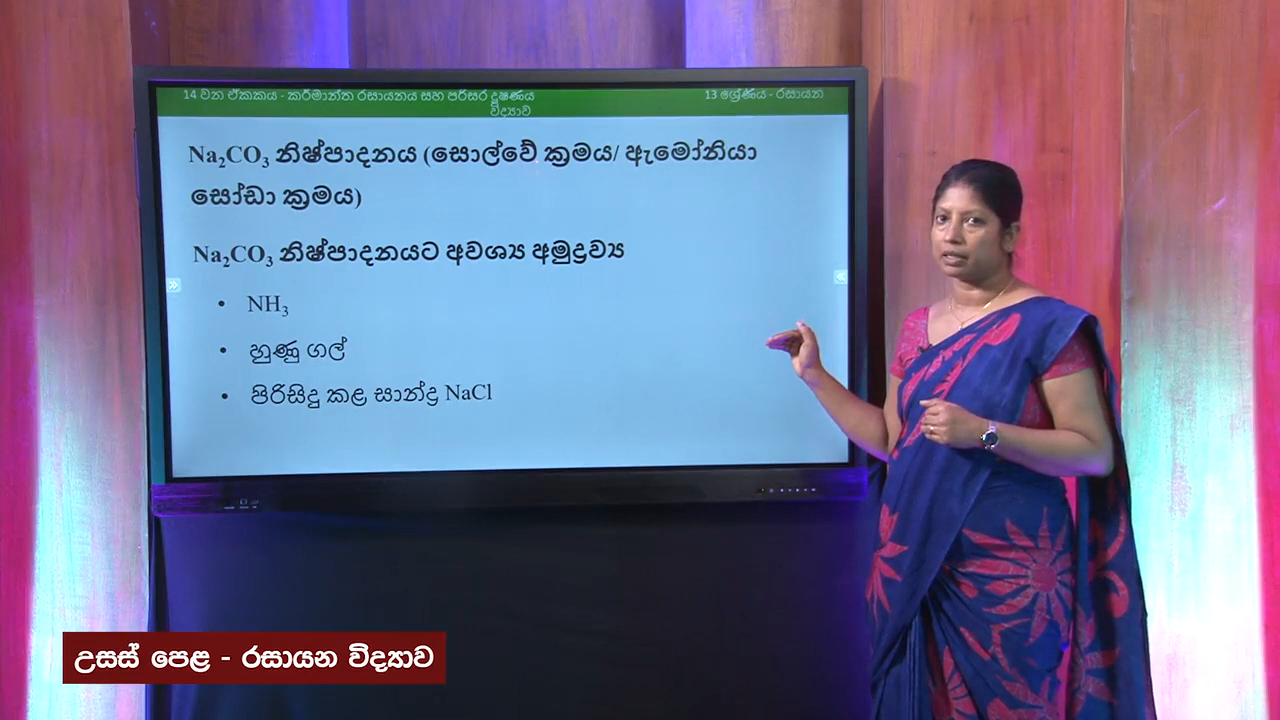 14 වන ඒකකය - කර්මාන්ත රසායනය සහ පරිසර දූෂණය
13 ශ්‍රේණිය - රසායන
විද්‍යාව
Na₂CO₃ නිෂ්පාදනය (සොල්වේ ක්‍රමය/ ඇමෝනියා
සෝඩා ක්‍රමය)
Na₂CO₃ නිෂ්පාදනයට අවශ්‍ය අමුද්‍රව්‍ය
• NH₃
• හුණු ගල්
• පිරිසිදු කළ සාන්ද්‍ර NaCl
උසස් පෙළ - රසායන විද්‍යාව